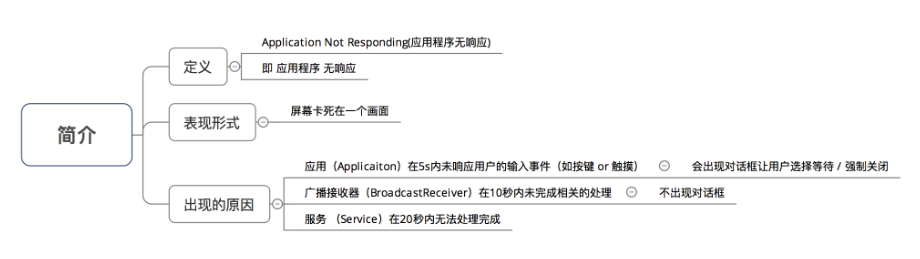 简介
定义
Application Not Responding(应用程序无响应)
即 应用程序 无响应
表现形式
屏幕卡死在一个画面
出现的原因
应用（Applicaiton）在5s内未响应用户的输入事件（如按键 or 触摸）
会出现对话框让用户选择等待 / 强制关闭
广播接收器（BroadcastReceiver）在10秒内未完成相关的处理
不出现对话框
服务 （Service）在20秒内无法处理完成